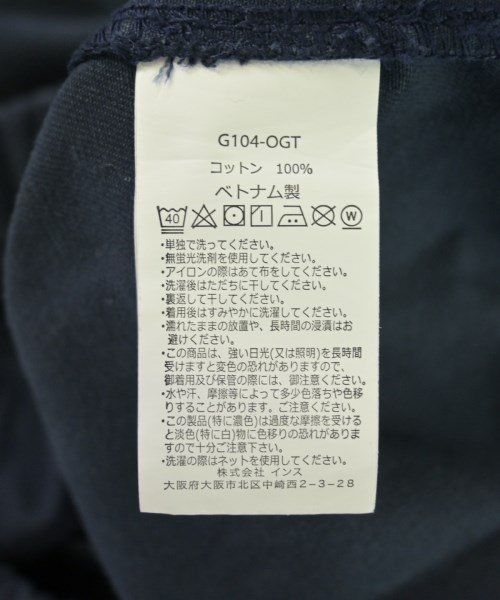 G104-OGT
コットン 100%
ベトナム製
40 W
・単独で洗ってください。
・無蛍光洗剤を使用してください。
・アイロンの際はあて布をしてください。
・洗濯後はただちに干してください。
・裏返して干してください。
・着用後はすみやかに洗濯してください。
・濡れたままの放置や、長時間の浸漬はお
避けください。
・この商品は、強い日光(又は照明)を長時間
受けますと変色の恐れがありますので、
御着用及び保管の際には、御注意ください。
・水や汗、摩擦等によって多少色落ちや色移
りすることがあります。ご注意ください。
・この製品(特に濃色)は過度な摩擦を受ける
と淡色(特に白)物に色移りの恐れがありま
すので十分ご注意下さい。
・洗濯の際はネットを使用してください。
株式会社 インス
大阪府大阪市北区中崎西2-3-28